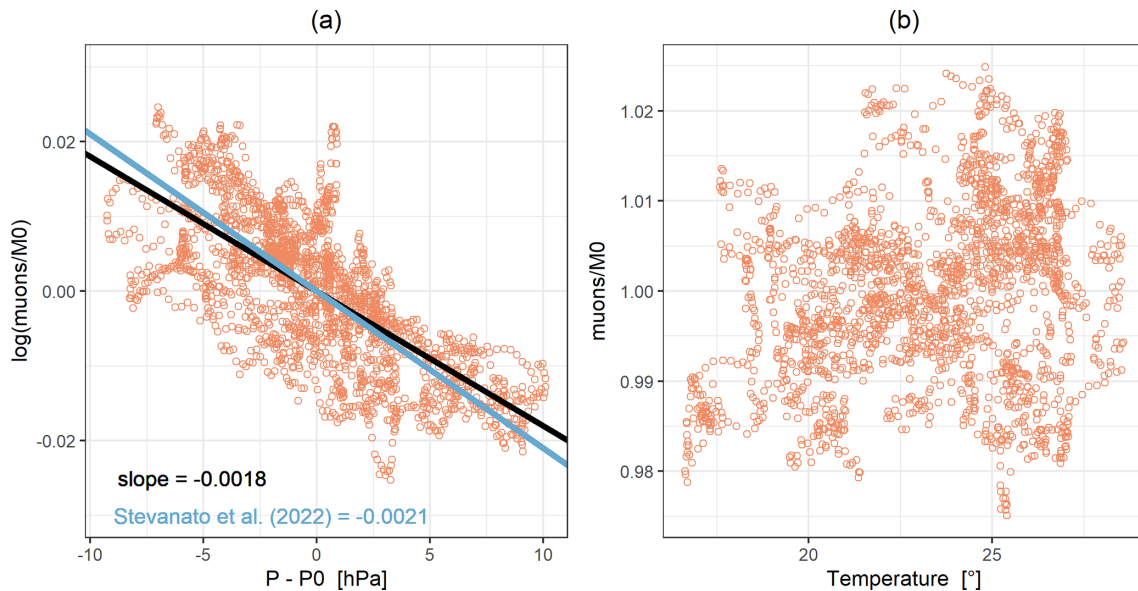 (a)
0.02
0.00
-0.02
log(muons/M0)
slope = -0.0018
Stevanato et al. (2022) = -0.0021
-10 -5 0 5 10
P - P0 [hPa]
(b)
1.02
1.01
1.00
0.99
0.98
muons/M0
20 25
Temperature [°]